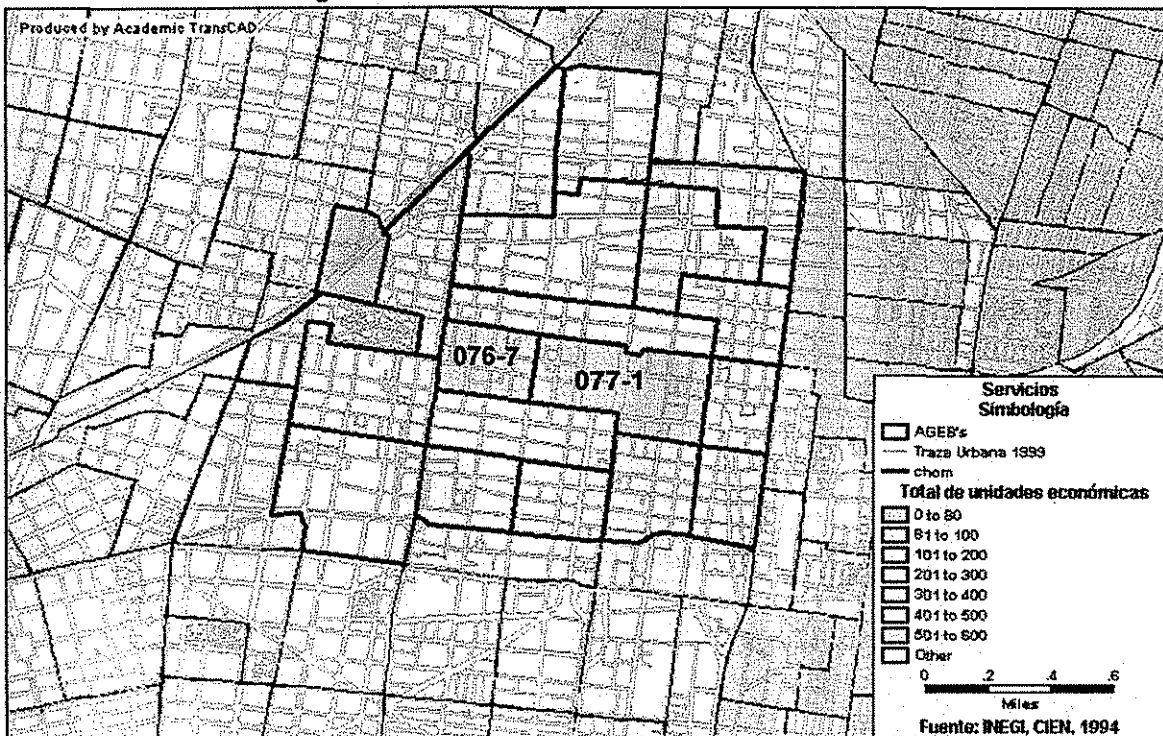 Produced by Academic TransCAD
076-7
077-1
Servicios
Simbología
AGEB's
Traza Urbana 1999
chom
Total de unidades económicas
0 to 80
81 to 100
101 to 200
201 to 300
301 to 400
401 to 500
501 to 600
Other
0 .2 .4 .6
Miles
Fuente: INEGI, CIEN, 1994